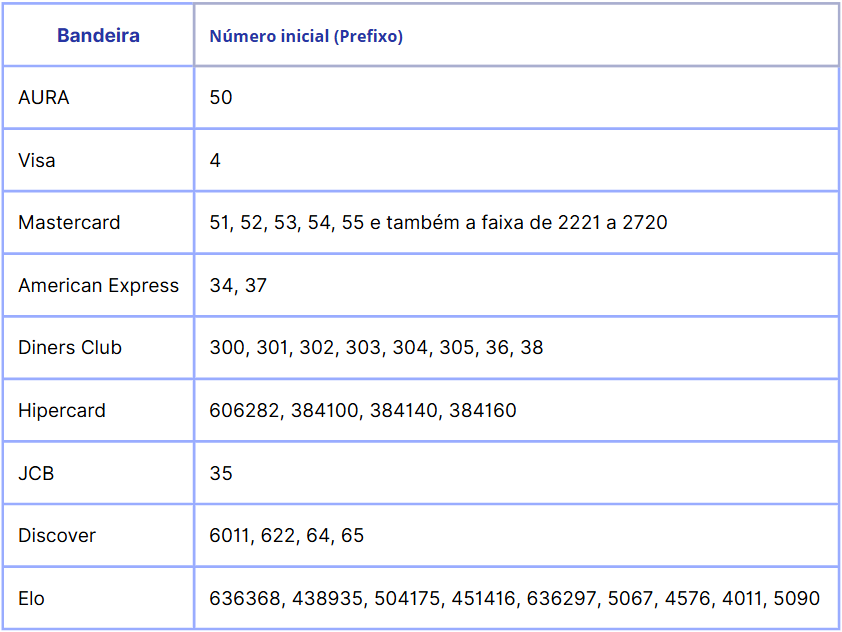 Bandeira Número inicial (Prefixo)
AURA 50
Visa 4
Mastercard 51, 52, 53, 54, 55 e também a faixa de 2221 a 2720
American Express 34, 37
Diners Club 300, 301, 302, 303, 304, 305, 36, 38
Hipercard 606282, 384100, 384140, 384160
JCB 35
Discover 6011, 622, 64, 65
Elo 636368, 438935, 504175, 451416, 636297, 5067, 4576, 4011, 5090